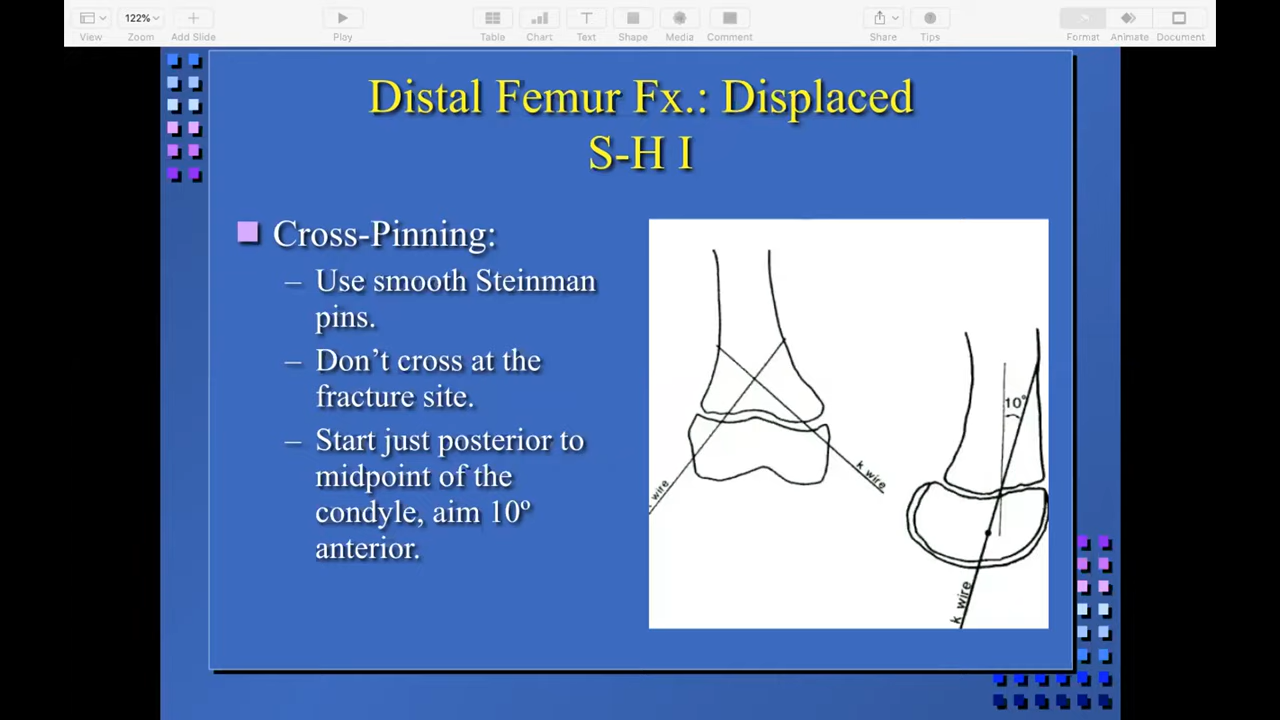 122%
View
Zoom
Add Slide
Play
Table
Chart
Text
Shape
Media
Comment
Share
Tips
Format
Animate
Document
Distal Femur Fx.: Displaced
S-H I
Cross-Pinning:
– Use smooth Steinman
pins.
– Don’t cross at the
fracture site.
– Start just posterior to
midpoint of the
condyle, aim 10º
anterior.
wire
k wire
10°
k wire